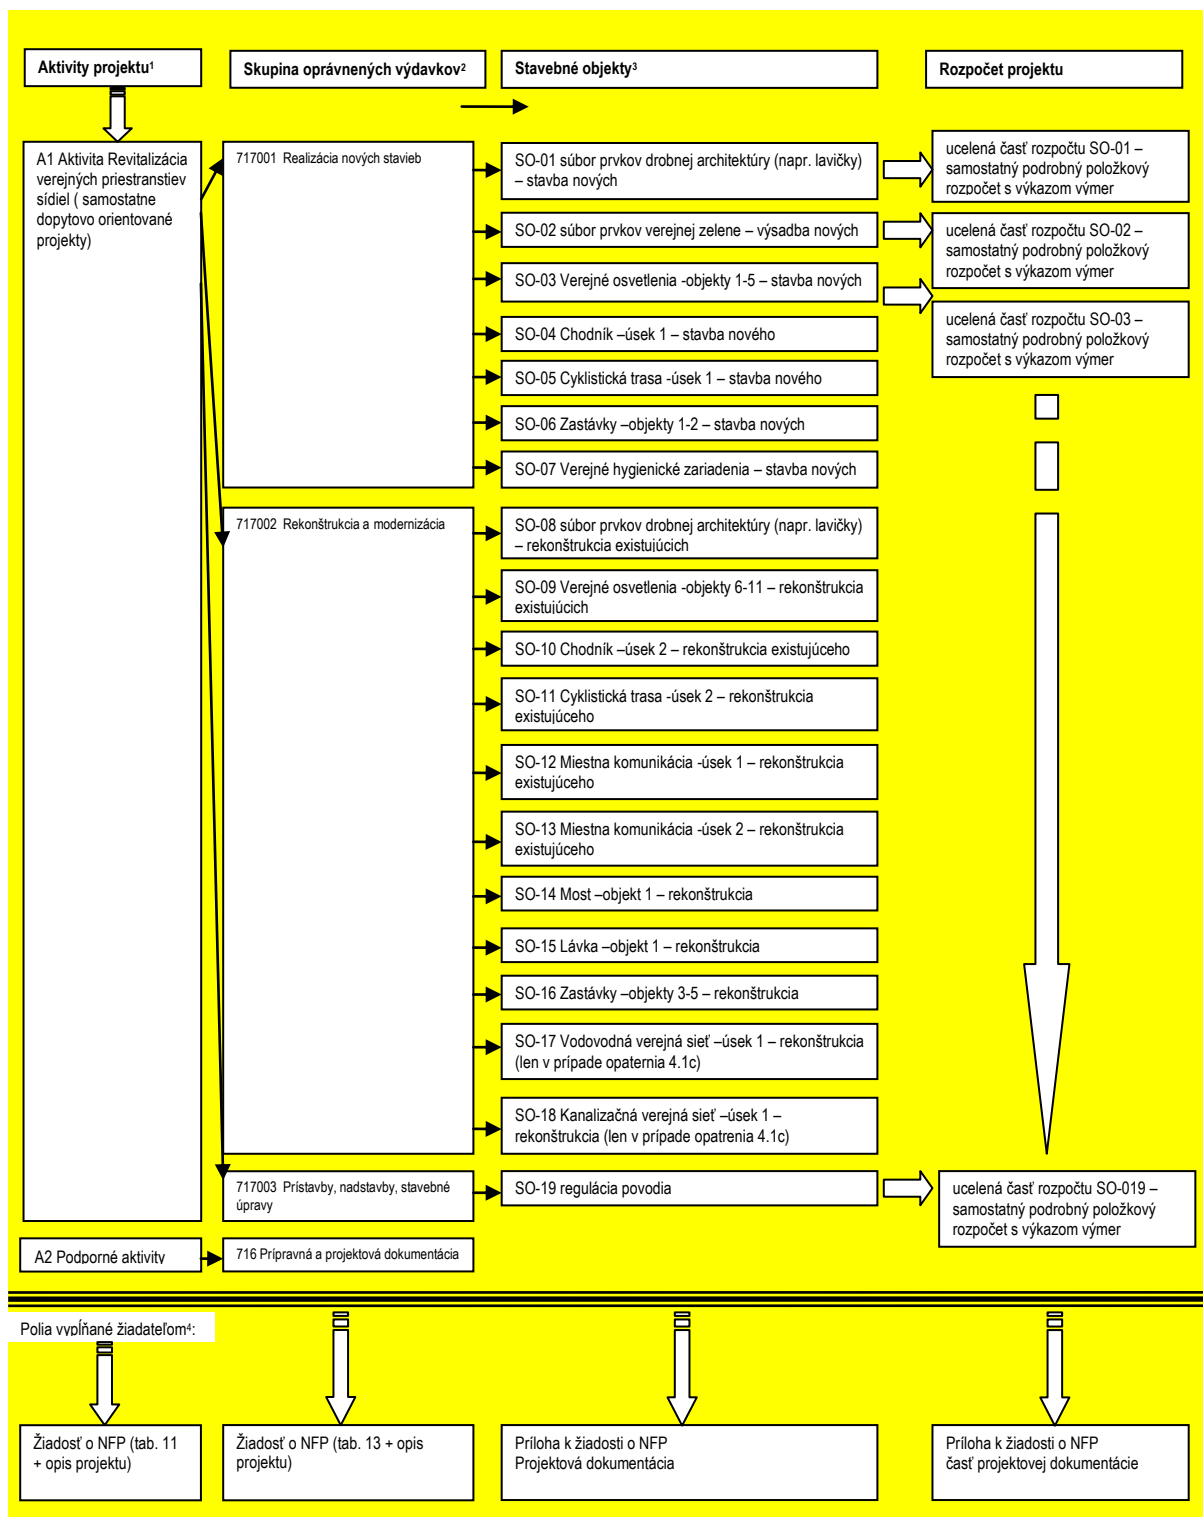 Aktivity projektu¹
Skupina oprávnených výdavkov²
Stavebné objekty³
Rozpočet projektu
A1 Aktivita Revitalizácia
verejných priestranstiev
sídiel ( samostatne
dopytovo orientované
projekty)
717001 Realizácia nových stavieb
SO-01 súbor prvkov drobnej architektúry (napr. lavičky)
– stavba nových
SO-02 súbor prvkov verejnej zelene – výsadba nových
SO-03 Verejné osvetlenia -objekty 1-5 – stavba nových
SO-04 Chodník –úsek 1 – stavba nového
SO-05 Cyklistická trasa -úsek 1 – stavba nového
SO-06 Zastávky –objekty 1-2 – stavba nových
SO-07 Verejné hygienické zariadenia – stavba nových
ucelená časť rozpočtu SO-01 –
samostatný podrobný položkový
rozpočet s výkazom výmer
ucelená časť rozpočtu SO-02 –
samostatný podrobný položkový
rozpočet s výkazom výmer
ucelená časť rozpočtu SO-03 –
samostatný podrobný položkový
rozpočet s výkazom výmer
717002 Rekonštrukcia a modernizácia
SO-08 súbor prvkov drobnej architektúry (napr. lavičky)
– rekonštrukcia existujúcich
SO-09 Verejné osvetlenia -objekty 6-11 – rekonštrukcia
existujúcich
SO-10 Chodník –úsek 2 – rekonštrukcia existujúceho
SO-11 Cyklistická trasa -úsek 2 – rekonštrukcia
existujúceho
SO-12 Miestna komunikácia -úsek 1 – rekonštrukcia
existujúceho
SO-13 Miestna komunikácia -úsek 2 – rekonštrukcia
existujúceho
SO-14 Most –objekt 1 – rekonštrukcia
SO-15 Lávka –objekt 1 – rekonštrukcia
SO-16 Zastávky –objekty 3-5 – rekonštrukcia
SO-17 Vodovodná verejná sieť –úsek 1 – rekonštrukcia
(len v prípade opaternia 4.1c)
SO-18 Kanalizačná verejná sieť –úsek 1 –
rekonštrukcia (len v prípade opatrenia 4.1c)
717003 Prístavby, nadstavby, stavebné
úpravy
SO-19 regulácia povodia
ucelená časť rozpočtu SO-019 –
samostatný podrobný položkový
rozpočet s výkazom výmer
A2 Podporné aktivity
716 Prípravná a projektová dokumentácia
Polia vypĺňané žiadateľom⁴:
Žiadosť o NFP (tab. 11
+ opis projektu)
Žiadosť o NFP (tab. 13 + opis
projektu)
Príloha k žiadosti o NFP
Projektová dokumentácia
Príloha k žiadosti o NFP
časť projektovej dokumentácie